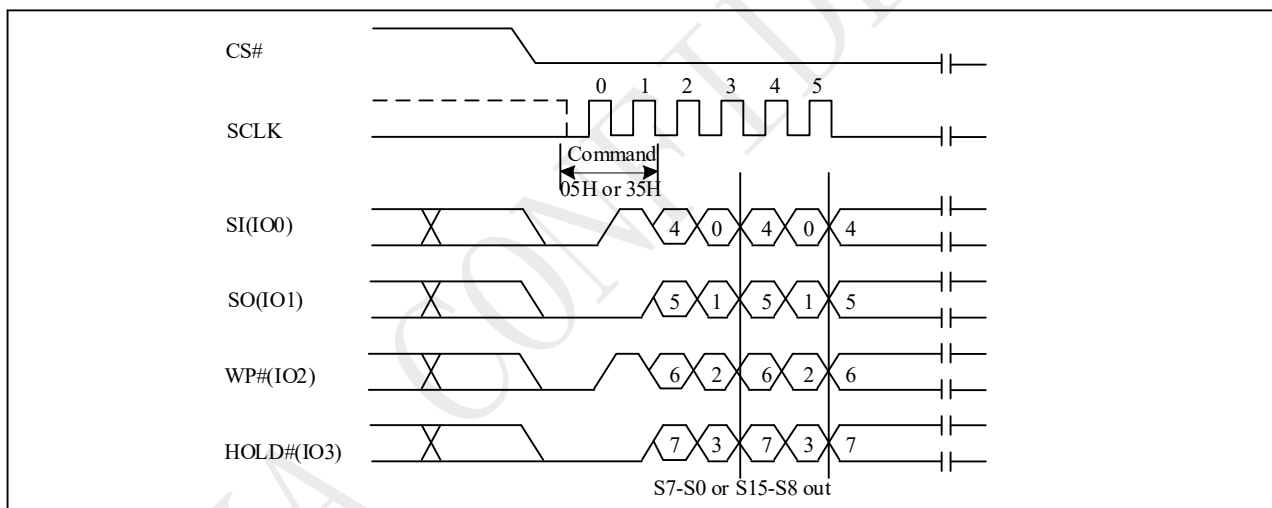 CS#
0 1 2 3 4 5
SCLK
Command
05H or 35H
SI(IO0) 4 0 4 0 4
SO(IO1) 5 1 5 1 5
WP#(IO2) 6 2 6 2 6
HOLD#(IO3) 7 3 7 3 7
S7-S0 or S15-S8 out